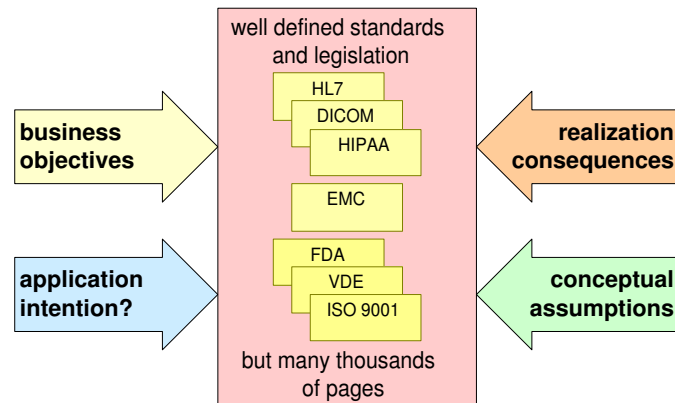 well defined standards
and legislation
HL7
DICOM
HIPAA
EMC
FDA
VDE
ISO 9001
but many thousands
of pages
business
objectives
application
intention?
realization
consequences
conceptual
assumptions